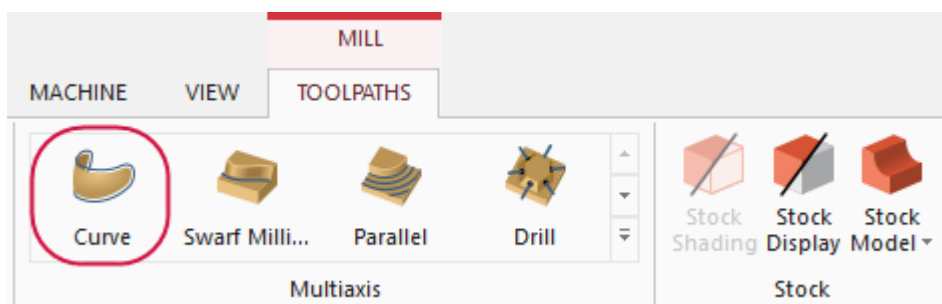 MILL
MACHINE VIEW TOOLPATHS
Curve Swarf Milli... Parallel Drill
Stock Shading Stock Display Stock Model
Multiaxis Stock